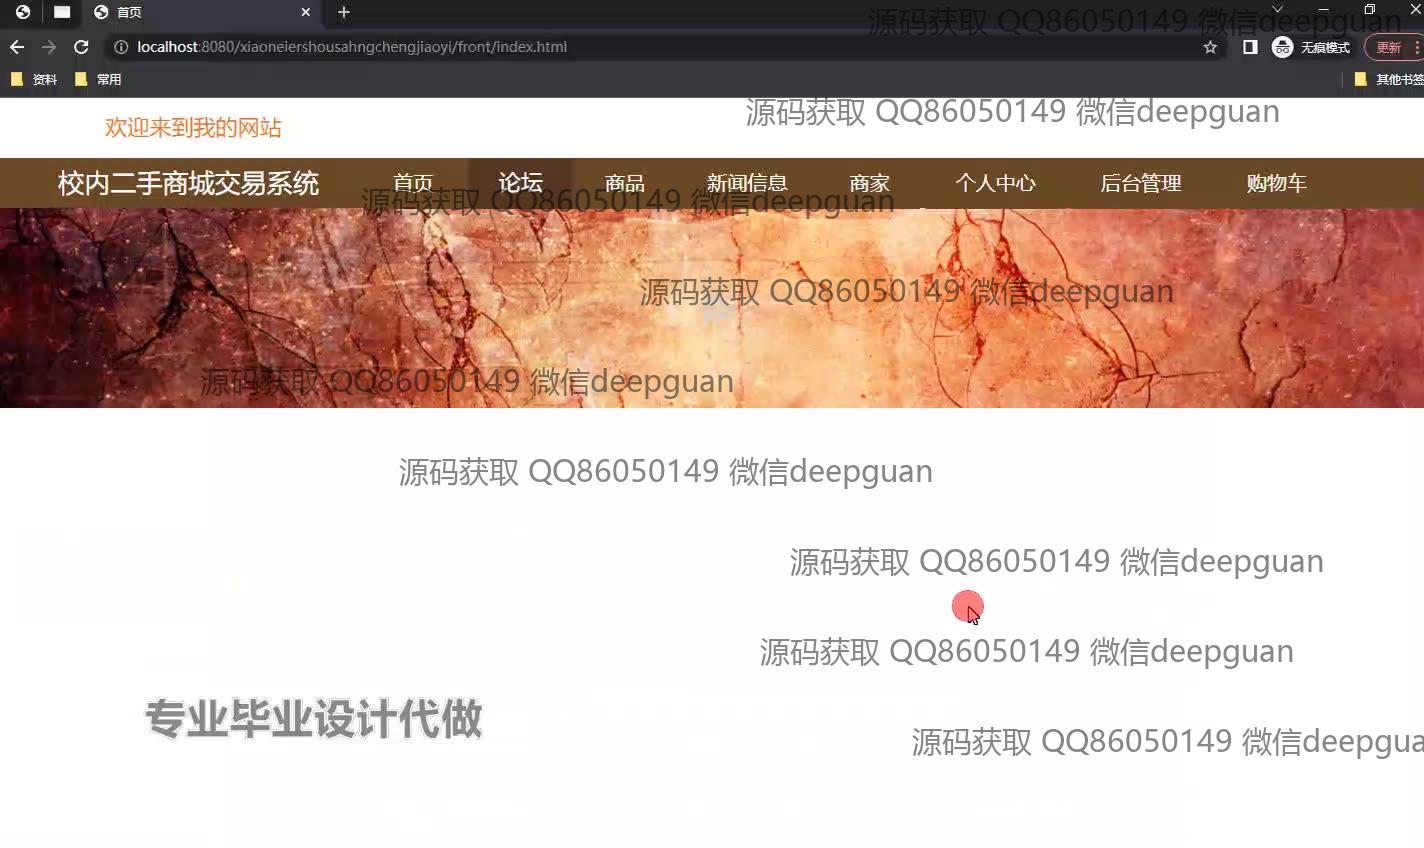 首页
源码获取 QQ86050149 微信deepguan
localhost:8080/xiaoneiershousahngchengjiaoyi/front/index.html
无痕模式
更新
资料
常用
其他书签
源码获取 QQ86050149 微信deepguan
欢迎来到我的网站
校内二手商城交易系统
首页
论坛
商品
新闻信息
商家
个人中心
后台管理
购物车
源码获取 QQ86050149 微信deepguan
源码获取 QQ86050149 微信deepguan
源码获取 QQ86050149 微信deepguan
源码获取 QQ86050149 微信deepguan
源码获取 QQ86050149 微信deepguan
源码获取 QQ86050149 微信deepguan
专业毕业设计代做
源码获取 QQ86050149 微信deepgua